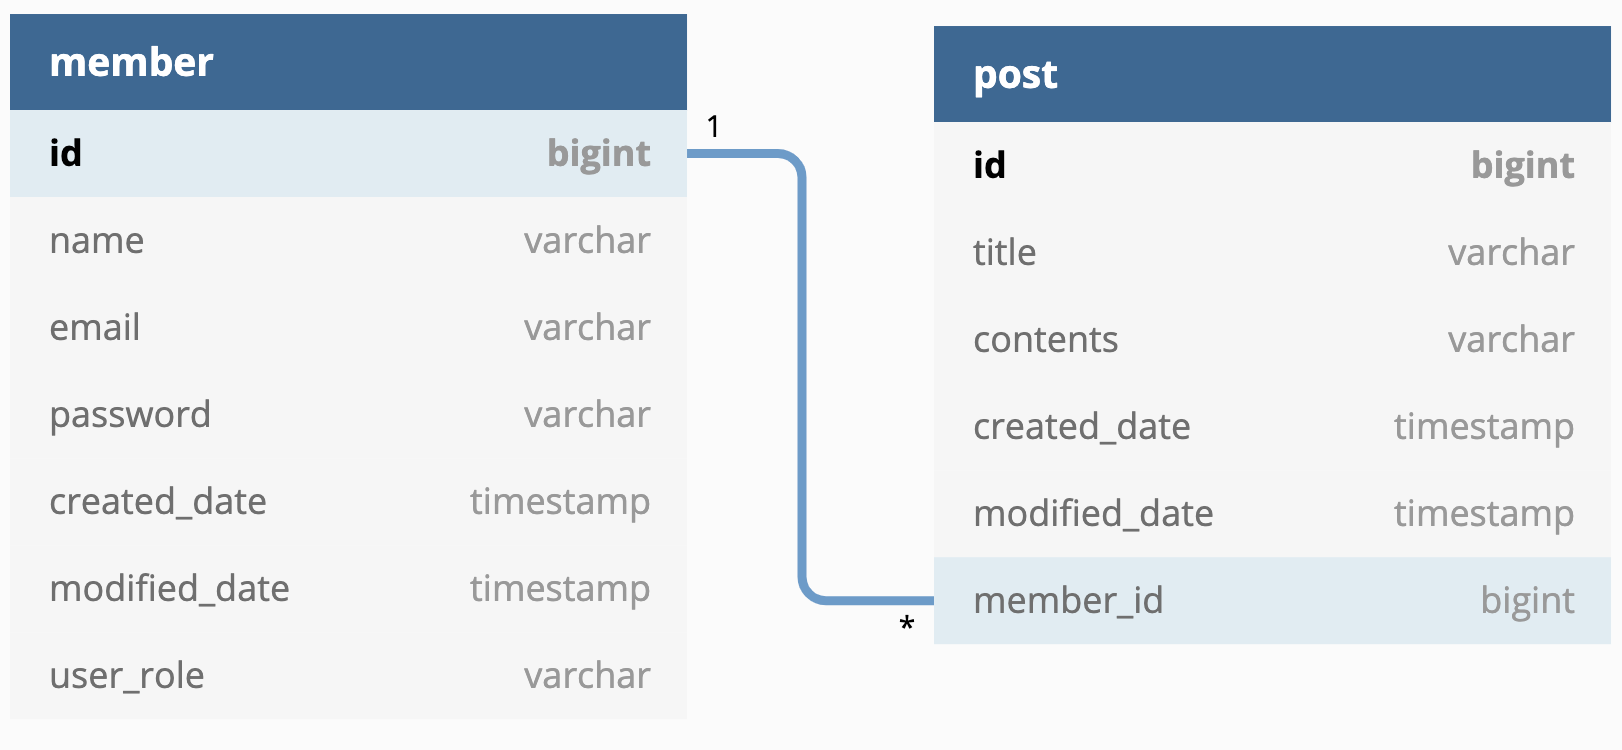 member
id bigint
name varchar
email varchar
password varchar
created_date timestamp
modified_date timestamp
user_role varchar
1
*
post
id bigint
title varchar
contents varchar
created_date timestamp
modified_date timestamp
member_id bigint